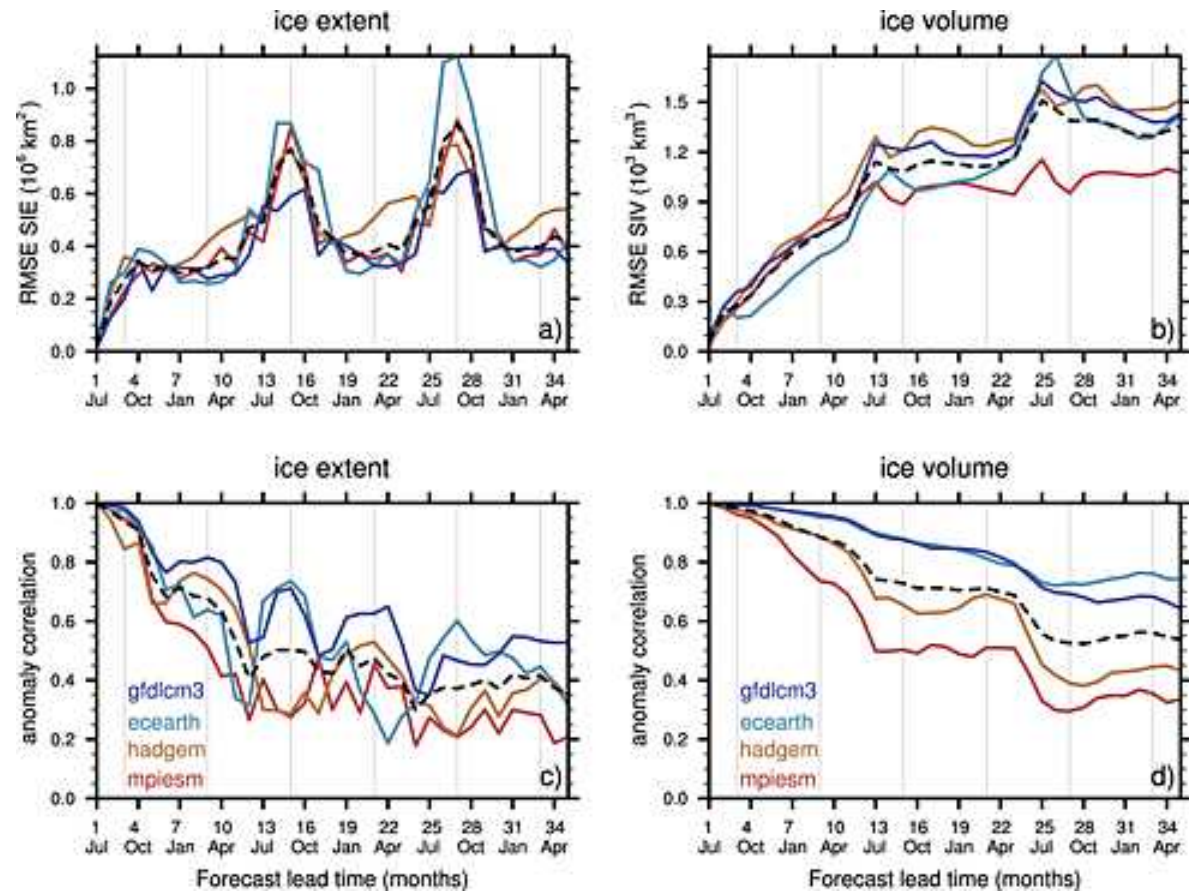 ice extent
RMSE SIE (10⁶ km²)
1.0
0.8
0.6
0.4
0.2
0.0
a)
1 4 7 10 13 16 19 22 25 28 31 34
Jul Oct Jan Apr Jul Oct Jan Apr Jul Oct Jan Apr
ice volume
RMSE SIV (10³ km³)
1.5
1.2
0.9
0.6
0.3
0.0
b)
1 4 7 10 13 16 19 22 25 28 31 34
Jul Oct Jan Apr Jul Oct Jan Apr Jul Oct Jan Apr
ice extent
anomaly correlation
1.0
0.8
0.6
0.4
0.2
0.0
gfdlcm3
ecearth
hadgem
mpiesm
c)
1 4 7 10 13 16 19 22 25 28 31 34
Jul Oct Jan Apr Jul Oct Jan Apr Jul Oct Jan Apr
Forecast lead time (months)
ice volume
anomaly correlation
1.0
0.8
0.6
0.4
0.2
0.0
gfdlcm3
ecearth
hadgem
mpiesm
d)
1 4 7 10 13 16 19 22 25 28 31 34
Jul Oct Jan Apr Jul Oct Jan Apr Jul Oct Jan Apr
Forecast lead time (months)